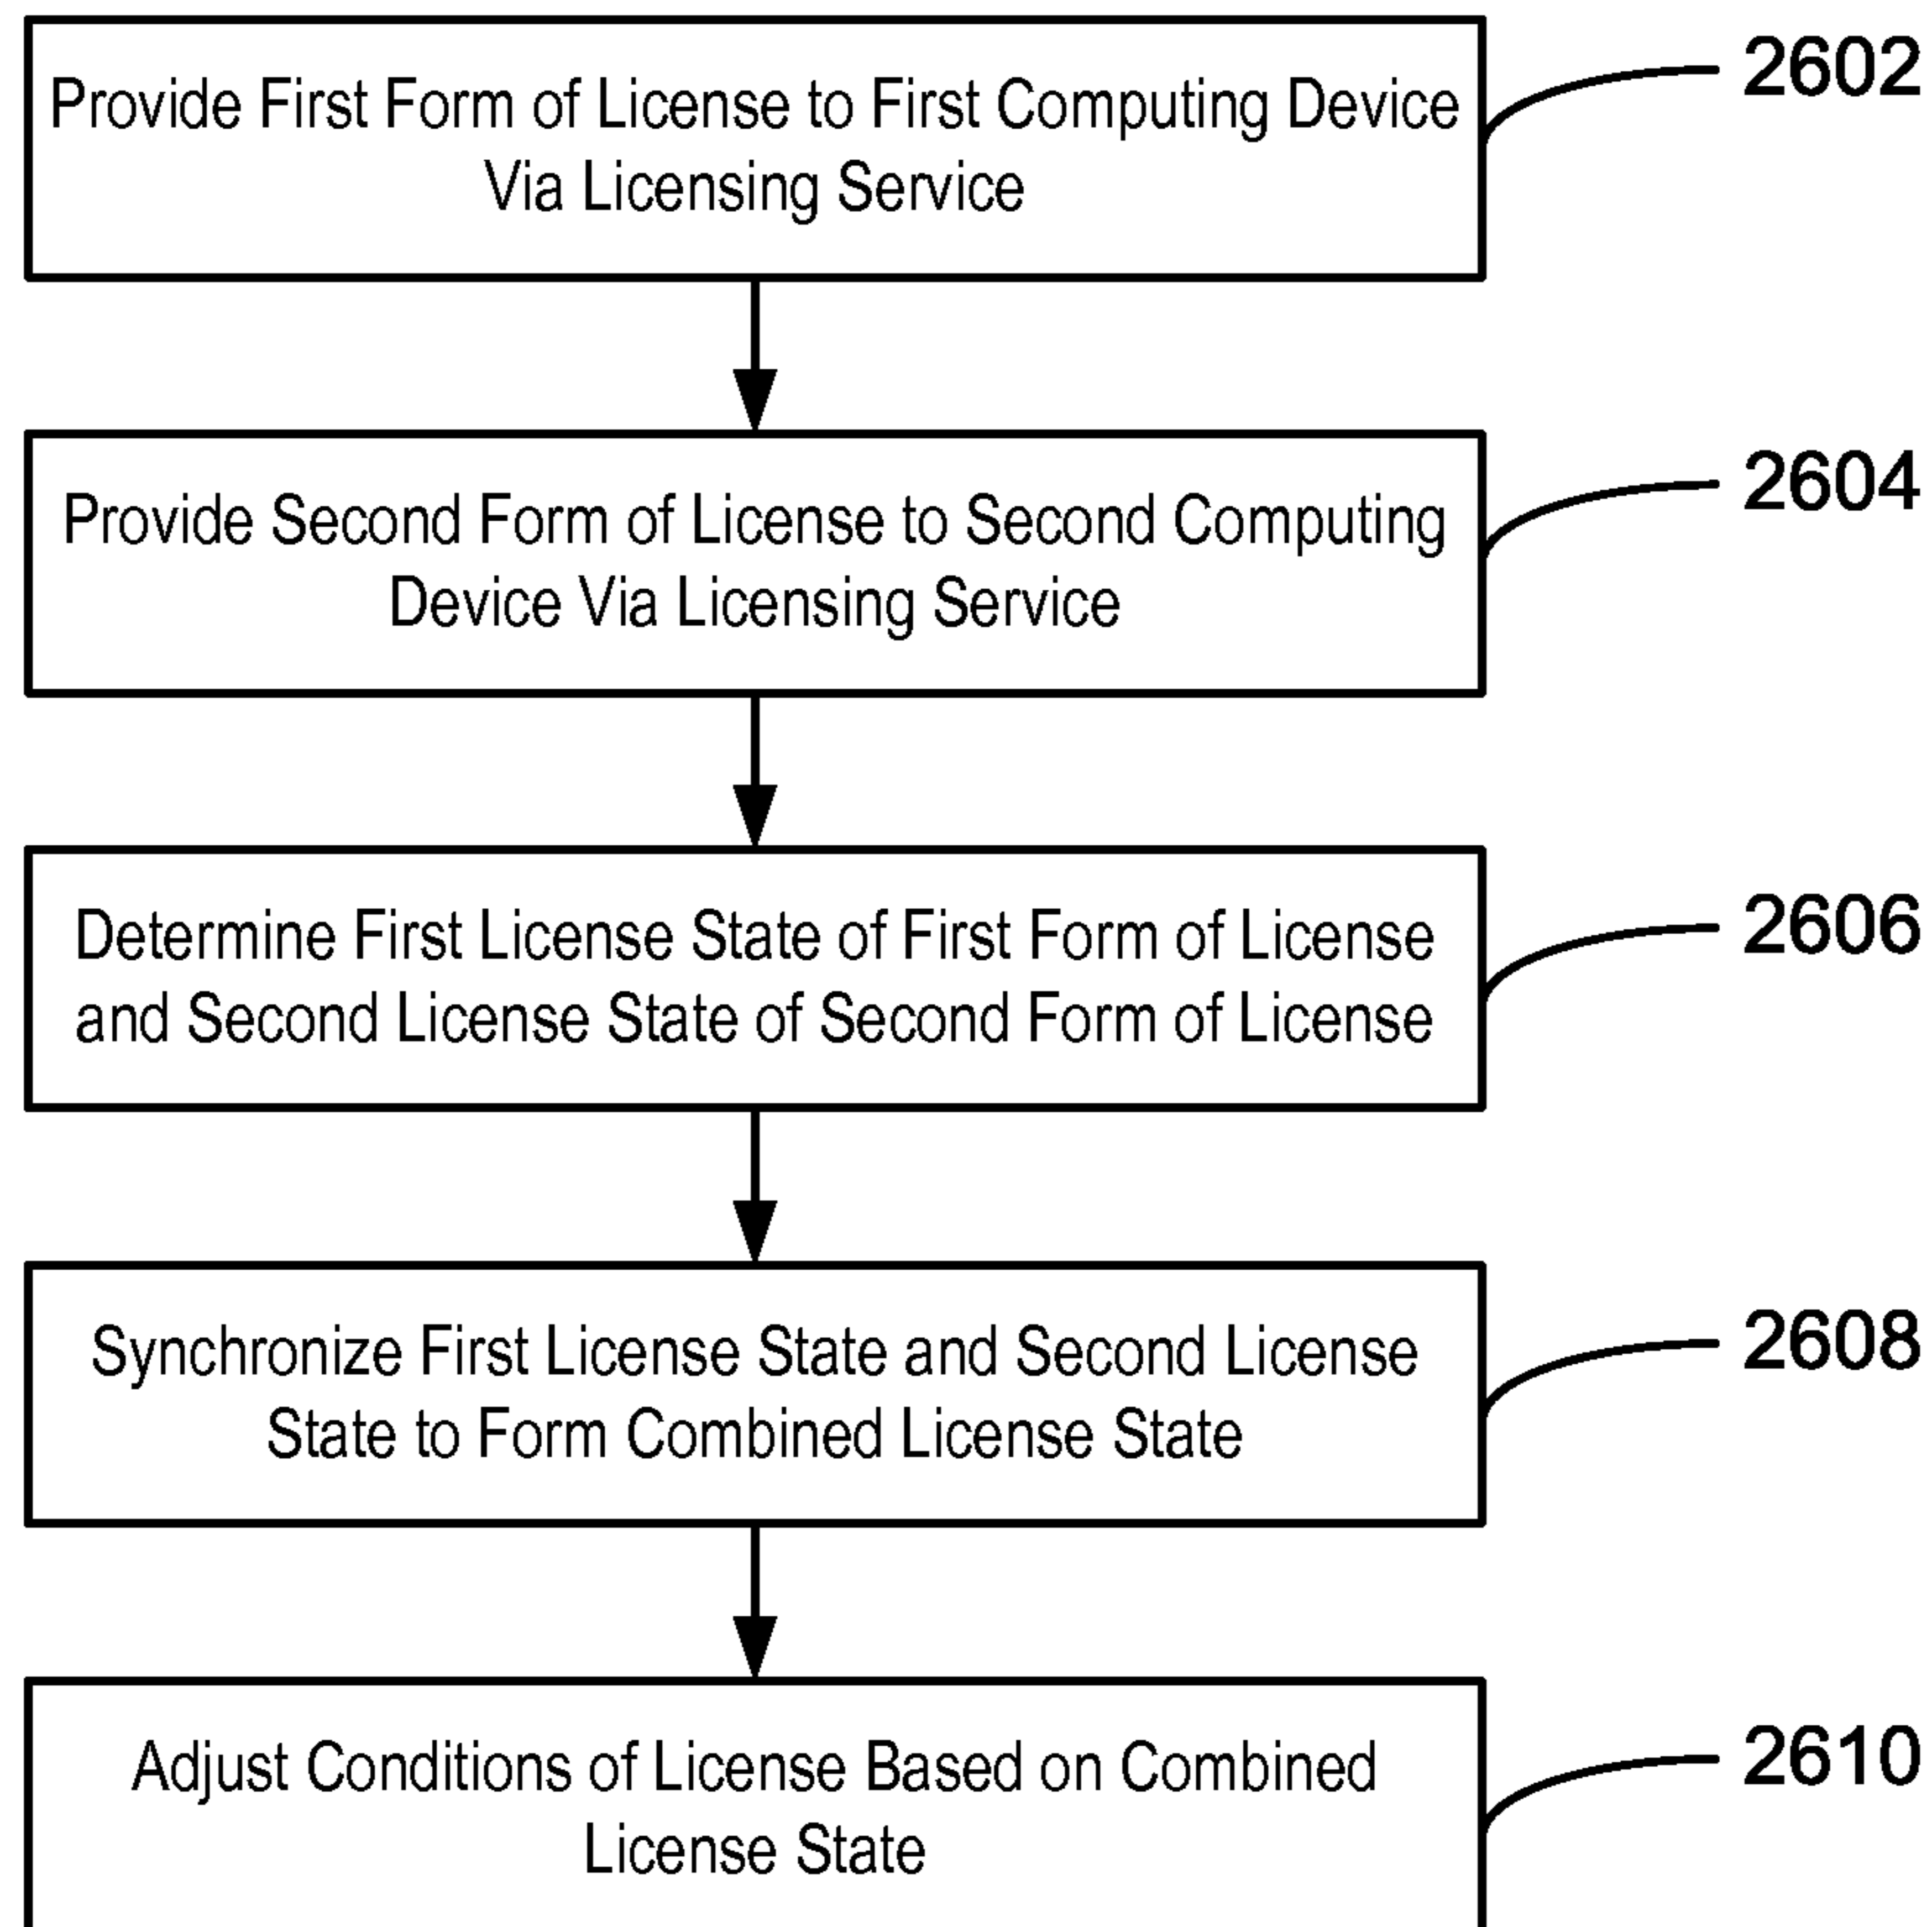 Provide First Form of License to First Computing Device
Via Licensing Service
2602
Provide Second Form of License to Second Computing
Device Via Licensing Service
2604
Determine First License State of First Form of License
and Second License State of Second Form of License
2606
Synchronize First License State and Second License
State to Form Combined License State
2608
Adjust Conditions of License Based on Combined
License State
2610